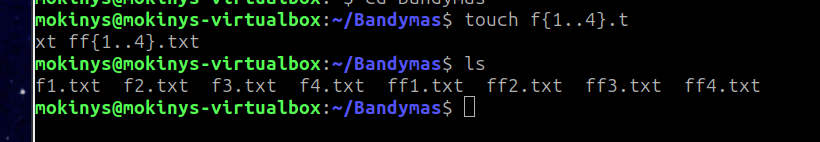 mokinys@mokinys-virtualbox:~$ cd Bandymas
mokinys@mokinys-virtualbox:~/Bandymas$ touch f{1..4}.t
xt ff{1..4}.txt
mokinys@mokinys-virtualbox:~/Bandymas$ ls
f1.txt  f2.txt  f3.txt  f4.txt  ff1.txt  ff2.txt  ff3.txt  ff4.txt
mokinys@mokinys-virtualbox:~/Bandymas$